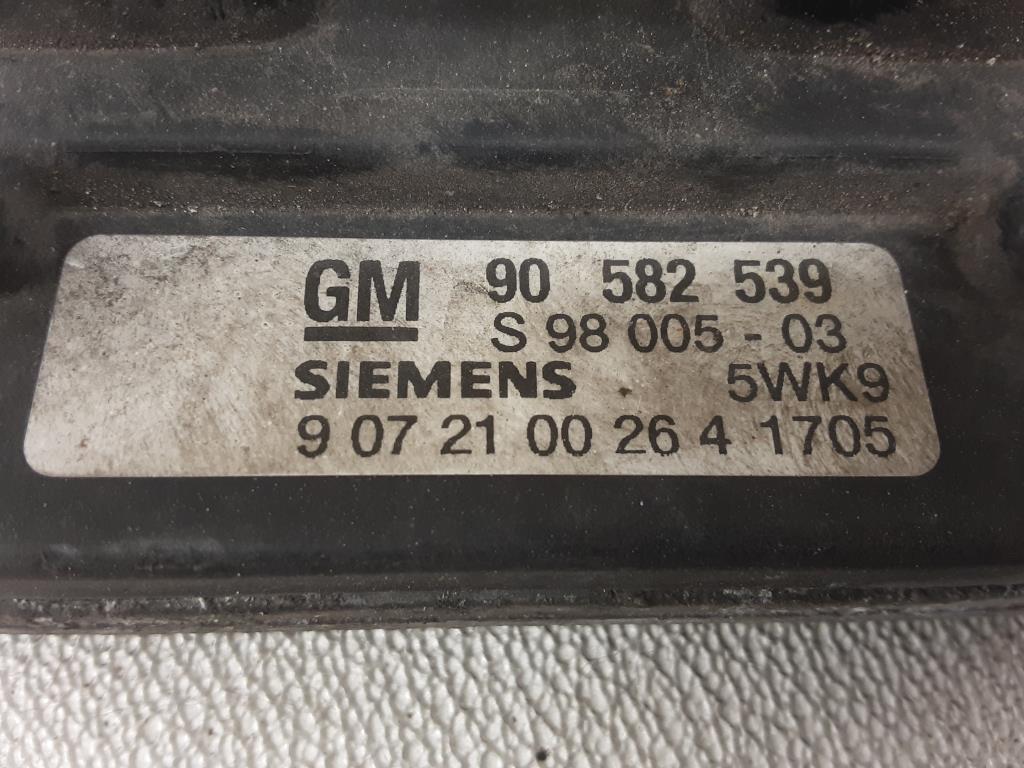 GM 90 582 539
S 98 005 - 03
SIEMENS 5WK9
9 07 21 00 26 4 1705